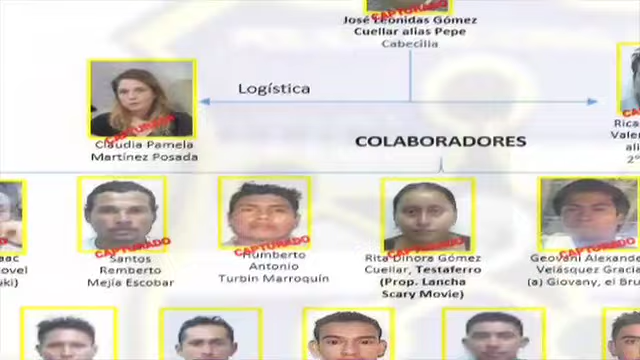 CAPTURADO
José Leonidas Gómez
Cuellar alias Pepe
Cabecilla
Logística
CAPTURADO
Claudia Pamela
Martínez Posada
COLABORADORES
CAPTURADO
Santos
Remberto
Mejía Escobar
CAPTURADO
Humberto
Antonio
Turbin Marroquín
CAPTURADO
Rita Dinora Gómez
Cuellar, Testaferro
(Prop. Lancha
Scary Movie)
CAPTURADO
Geovani Alexande
Velásquez Gracia
(a) Giovany, el Bru